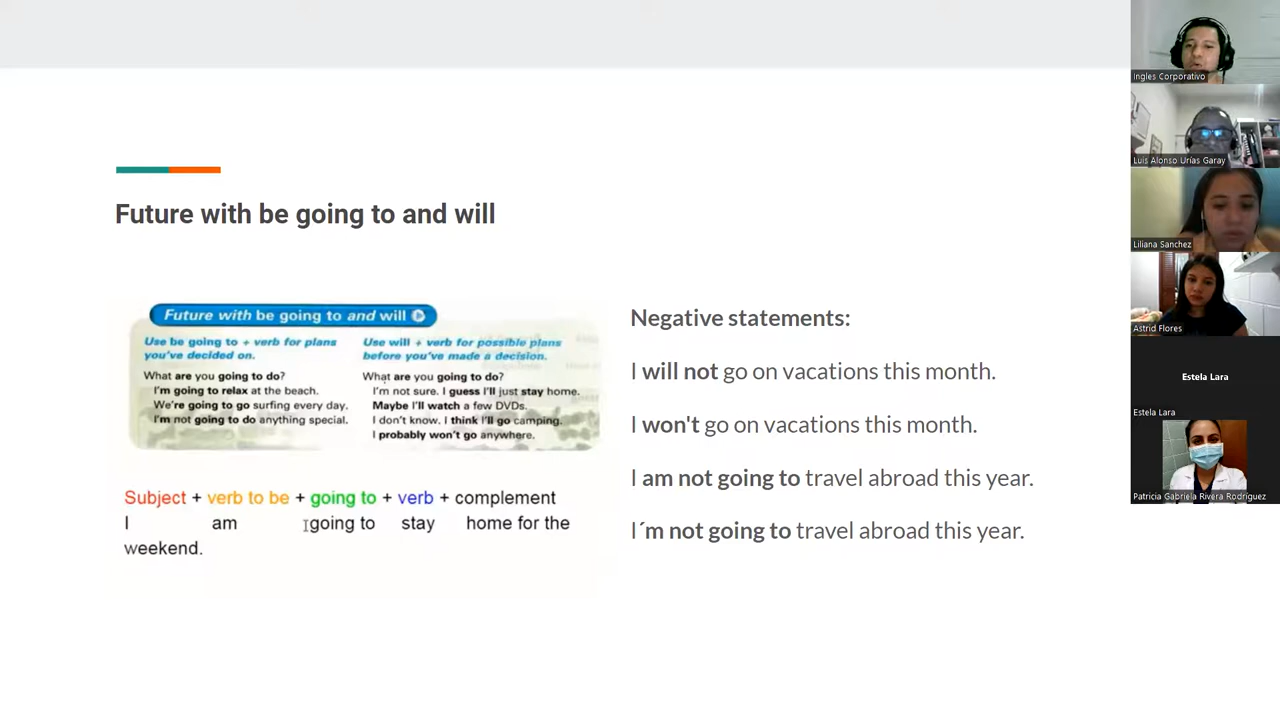 Future with be going to and will
Future with be going to and will
Use be going to + verb for plans
you've decided on.
What are you going to do?
I'm going to relax at the beach.
We're going to go surfing every day.
I'm not going to do anything special.
Use will + verb for possible plans
before you've made a decision.
What are you going to do?
I'm not sure. I guess I'll just stay home.
Maybe I'll watch a few DVDs.
I don't know. I think I'll go camping.
I probably won't go anywhere.
Subject + verb to be + going to + verb + complement
I am going to stay home for the
weekend.
Negative statements:
I will not go on vacations this month.
I won't go on vacations this month.
I am not going to travel abroad this year.
I´m not going to travel abroad this year.
Ingles Corporativo
Luis Alonso Urías Garay
Liliana Sanchez
Astrid Flores
Estela Lara
Estela Lara
Patricia Gabriela Rivera Rodríguez